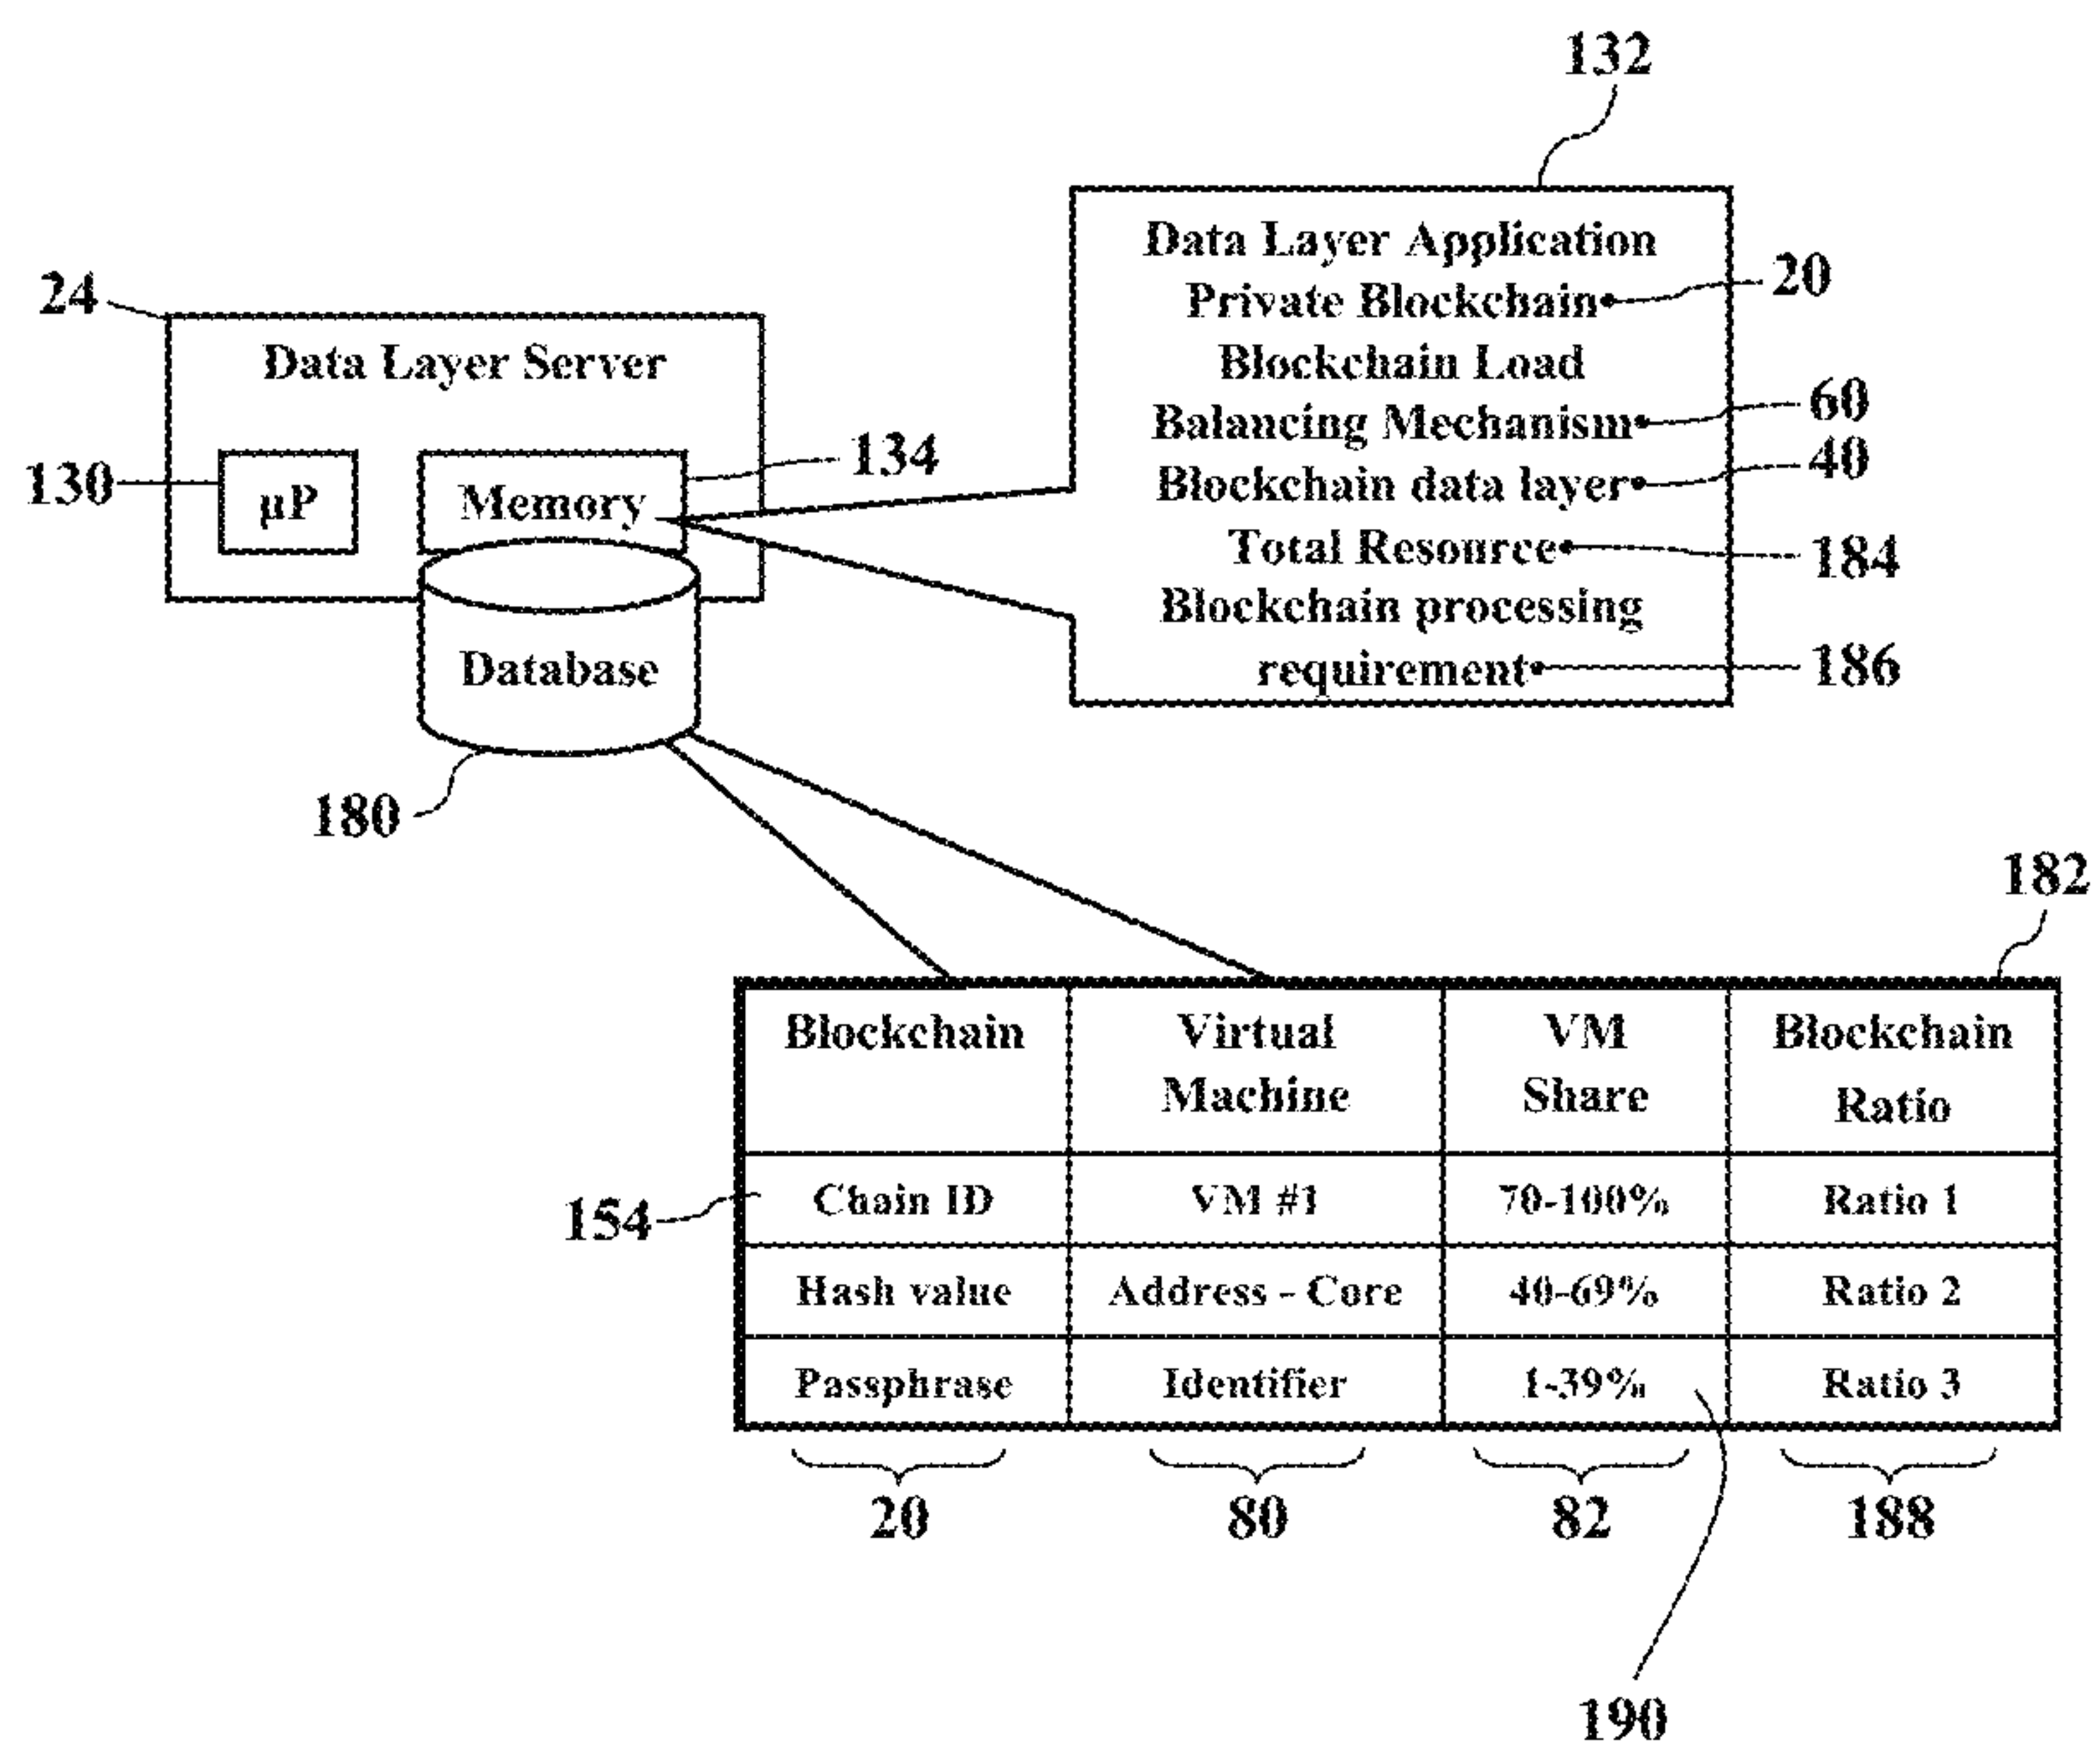 132
Data Layer Application
Private Blockchain
20
Blockchain Load
Balancing Mechanism
60
Blockchain data layer
40
Total Resource
184
Blockchain processing
requirement
186
24
Data Layer Server
130
µP
Memory
134
Database
180
182
Blockchain
Virtual
Machine
VM
Share
Blockchain
Ratio
154
Chain ID
VM #1
70-100%
Ratio 1
Hash value
Address - Core
40-69%
Ratio 2
Passphrase
Identifier
1-39%
Ratio 3
20
80
82
188
190